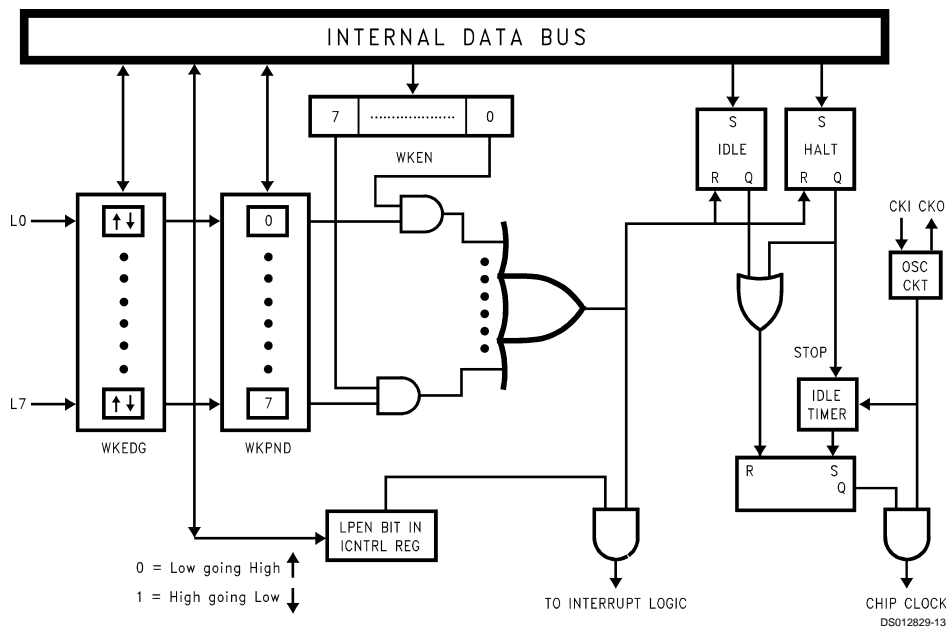 INTERNAL DATA BUS
7 ................... 0
WKEN
S
IDLE
R Q
S
HALT
R Q
CKI CKO
OSC
CKT
L0
0
L7
7
WKEDG
WKPND
STOP
IDLE
TIMER
R S
Q
LPEN BIT IN
ICNTRL REG
0 = Low going High
1 = High going Low
TO INTERRUPT LOGIC
CHIP CLOCK
DS012829-13